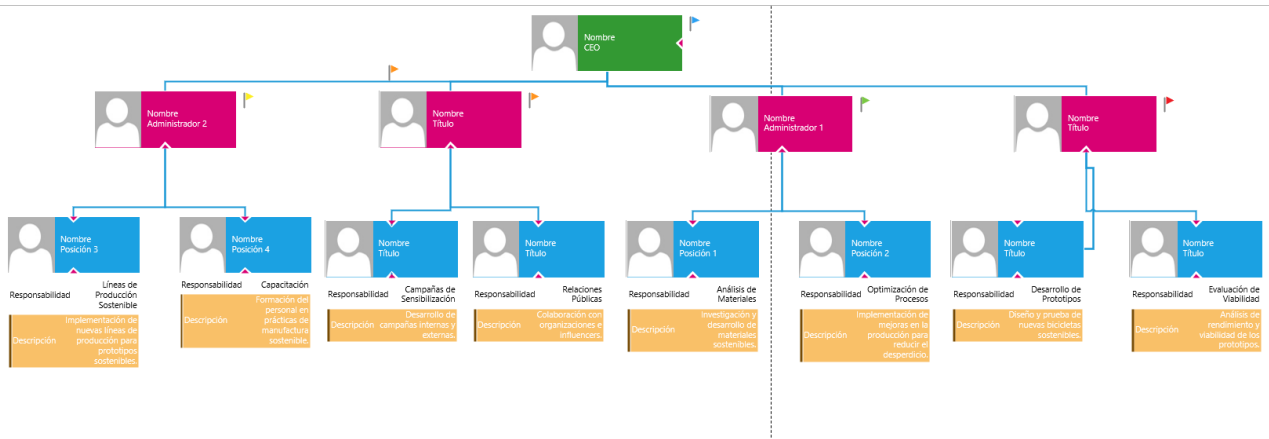 Nombre
CEO
Nombre
Administrador 2
Nombre
Título
Nombre
Administrador 1
Nombre
Título
Nombre
Posición 3
Responsabilidad
Líneas de
Producción
Sostenible
Descripción
Implementación de
nuevas líneas de
producción para
prototipos
sostenibles.
Nombre
Posición 4
Responsabilidad
Capacitación
Descripción
Formación del
personal en
prácticas de
manufactura
sostenible.
Nombre
Título
Responsabilidad
Campañas de
Sensibilización
Descripción
Desarrollo de
campañas internas y
externas.
Nombre
Título
Responsabilidad
Relaciones
Públicas
Descripción
Colaboración con
organizaciones e
influencers.
Nombre
Posición 1
Responsabilidad
Análisis de
Materiales
Descripción
Investigación y
desarrollo de
materiales
sostenibles.
Nombre
Posición 2
Responsabilidad
Optimización de
Procesos
Descripción
Implementación de
mejoras en la
producción para
reducir el
desperdicio.
Nombre
Título
Responsabilidad
Desarrollo de
Prototipos
Descripción
Diseño y prueba de
nuevas bicicletas
sostenibles.
Nombre
Título
Responsabilidad
Evaluación de
Viabilidad
Descripción
Análisis de
rendimiento y
viabilidad de los
prototipos.